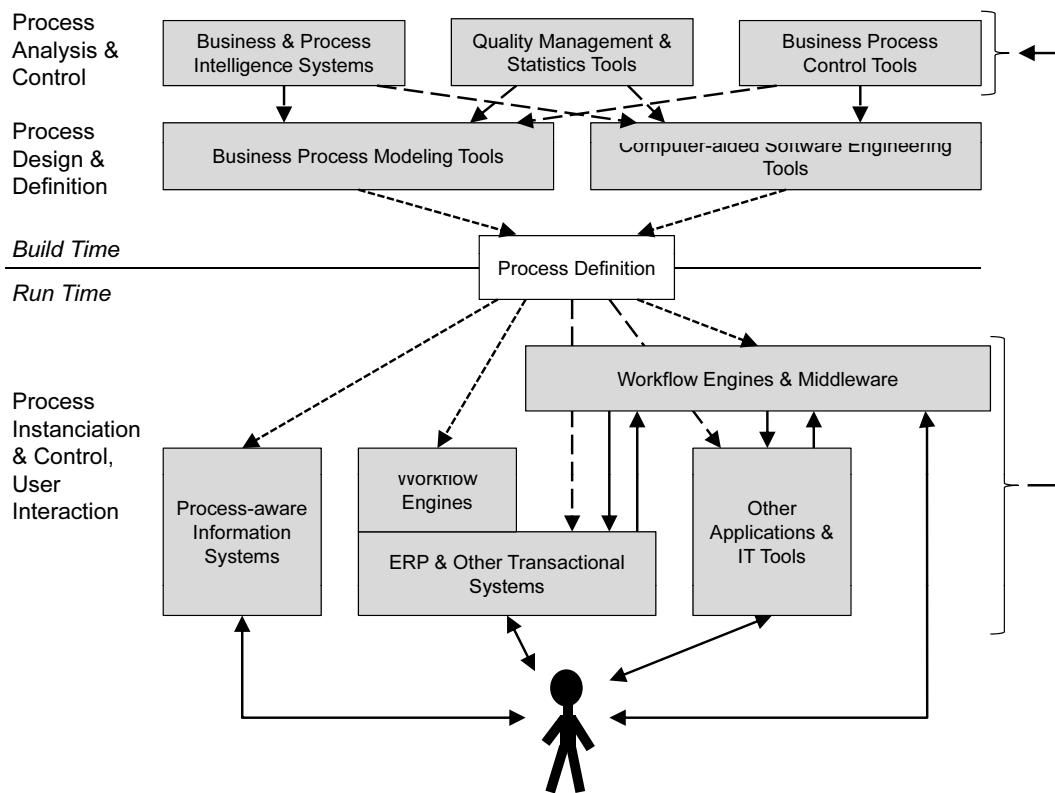 Process
Analysis &
Control
Business & Process
Intelligence Systems
Quality Management &
Statistics Tools
Business Process
Control Tools
Process
Design &
Definition
Business Process Modeling Tools
Computer-aided Software Engineering
Tools
Build Time
Process Definition
Run Time
Workflow Engines & Middleware
Process
Instanciation
& Control,
User
Interaction
Process-aware
Information
Systems
Workflow
Engines
ERP & Other Transactional
Systems
Other
Applications &
IT Tools